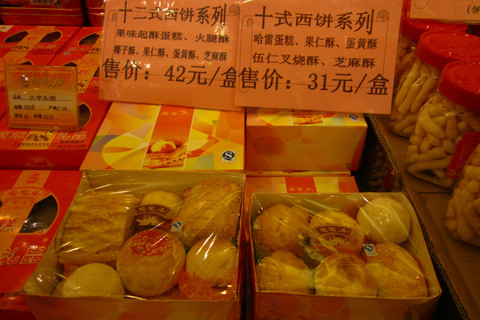 十二式西饼系列
果味起酥蛋糕、火腿酥
椰子酥、果仁酥、蛋黄酥、芝麻酥
售价：42元/盒
十式西饼系列
哈雷蛋糕、果仁酥、蛋黄酥
伍仁叉烧酥、芝麻酥
售价：31元/盒